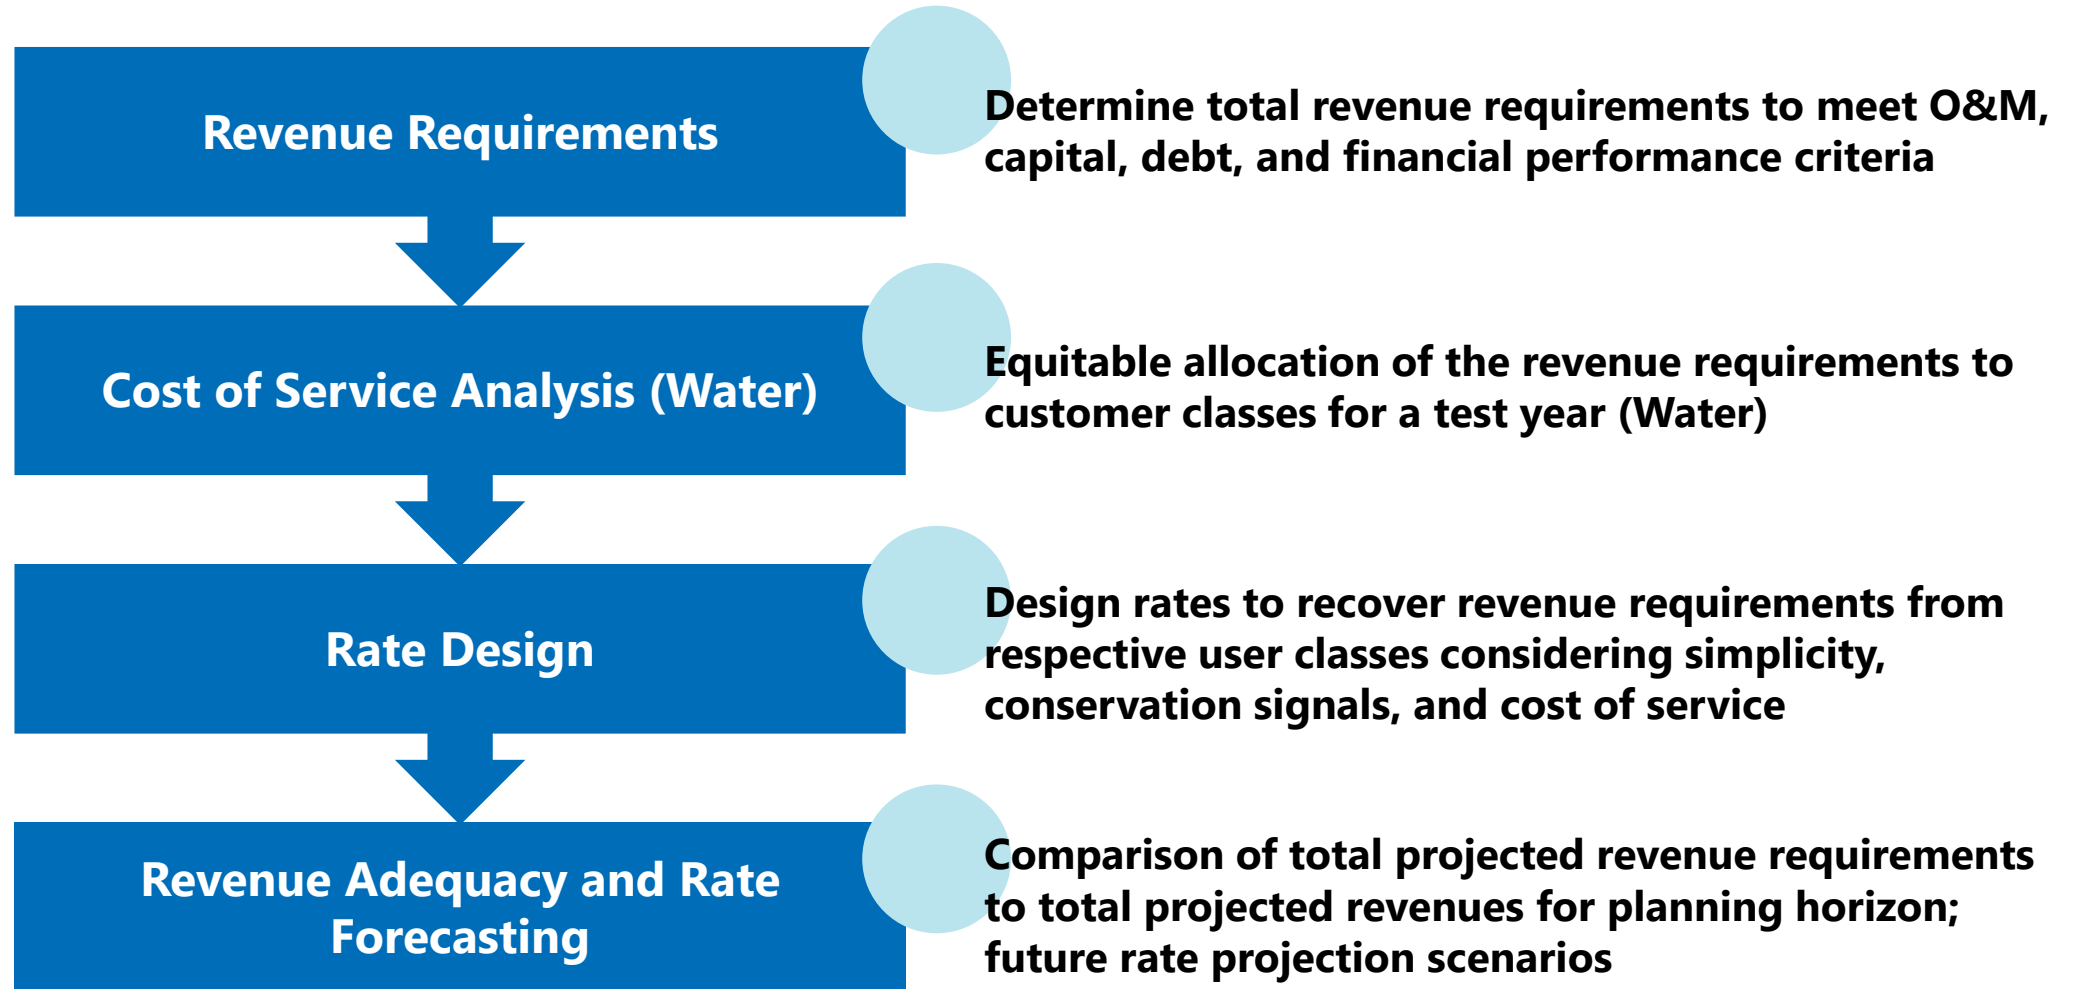 Revenue Requirements
Determine total revenue requirements to meet O&M,
capital, debt, and financial performance criteria
Cost of Service Analysis (Water)
Equitable allocation of the revenue requirements to
customer classes for a test year (Water)
Rate Design
Design rates to recover revenue requirements from
respective user classes considering simplicity,
conservation signals, and cost of service
Revenue Adequacy and Rate
Forecasting
Comparison of total projected revenue requirements
to total projected revenues for planning horizon;
future rate projection scenarios